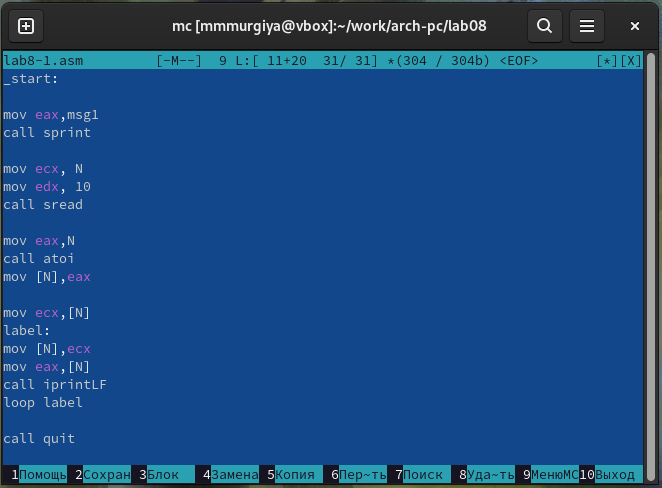 mc [mmmurgiya@vbox]:~/work/arch-pc/lab08
lab8-1.asm [-M--] 9 L:[ 11+20 31/ 31] *(304 / 304b) <EOF> [*][X]
_start:
mov eax,msg1
call sprint
mov ecx, N
mov edx, 10
call sread
mov eax,N
call atoi
mov [N],eax
mov ecx,[N]
label:
mov [N],ecx
mov eax,[N]
call iprintLF
loop label
call quit
1Помощь 2Сохран 3Блок 4Замена 5Копия 6Пер~ть 7Поиск 8Уда~ть 9МенюMC 10Выход